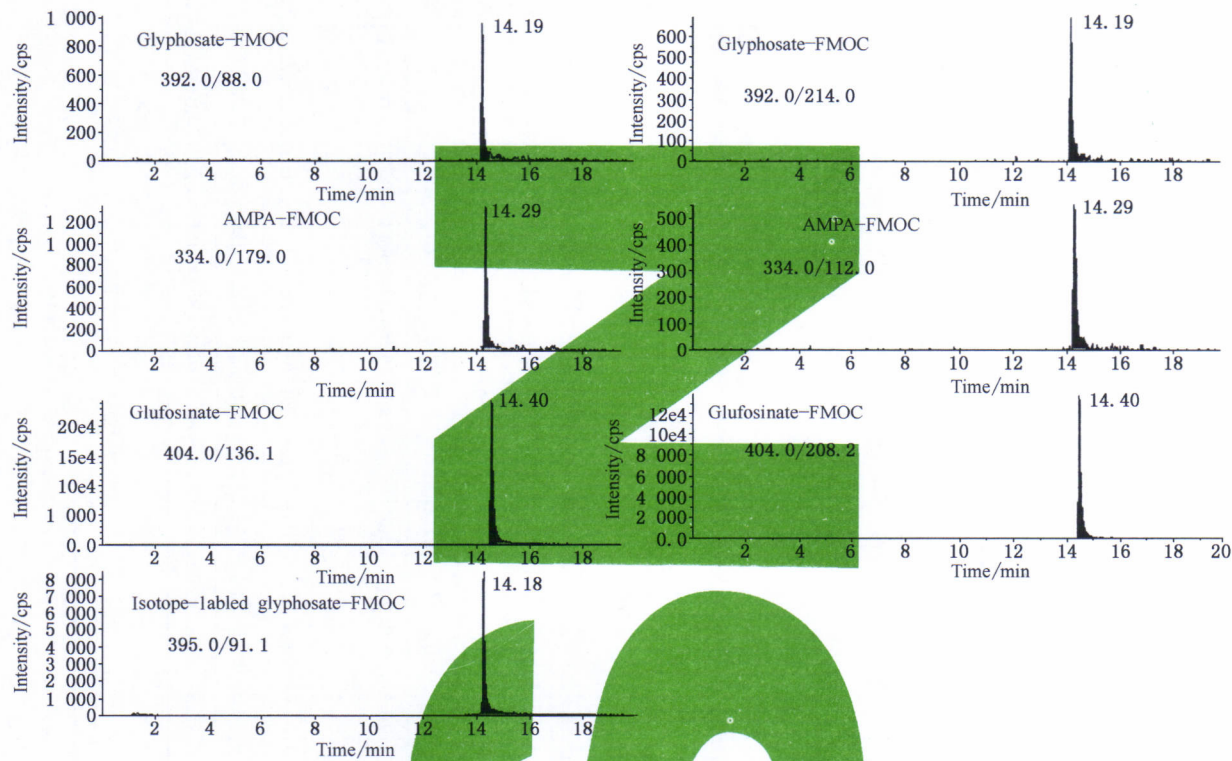 1 000
800
600
400
200
0
Intensity/cps
Glyphosate-FMOC
392. 0/88. 0
14. 19
2 4 6 8 10 12 14 16 18
Time/min
600
500
400
300
200
100
0
Intensity/cps
Glyphosate-FMOC
392. 0/214. 0
14. 19
2 4 6 8 10 12 14 16 18
Time/min
1 200
1 000
800
600
400
200
0
Intensity/cps
AMPA-FMOC
334. 0/179. 0
14. 29
2 4 6 8 10 12 14 16 18
Time/min
500
400
300
200
100
0
Intensity/cps
AMPA-FMOC
334. 0/112. 0
14. 29
2 4 6 8 10 12 14 16 18
Time/min
20e4
15e4
10e4
1 000
0. 0
Intensity/cps
Glufosinate-FMOC
404. 0/136. 1
14. 40
2 4 6 8 10 12 14 16 18
Time/min
12e4
10e4
8 000
6 000
4 000
2 000
0. 0
Intensity/cps
Glufosinate-FMOC
404. 0/208. 2
14. 40
2 4 6 8 10 12 14 16 18 20
Time/min
8 000
7 000
6 000
5 000
4 000
3 000
2 000
1 000
0
Intensity/cps
Isotope-labled glyphosate-FMOC
395. 0/91. 1
14. 18
2 4 6 8 10 12 14 16 18
Time/min